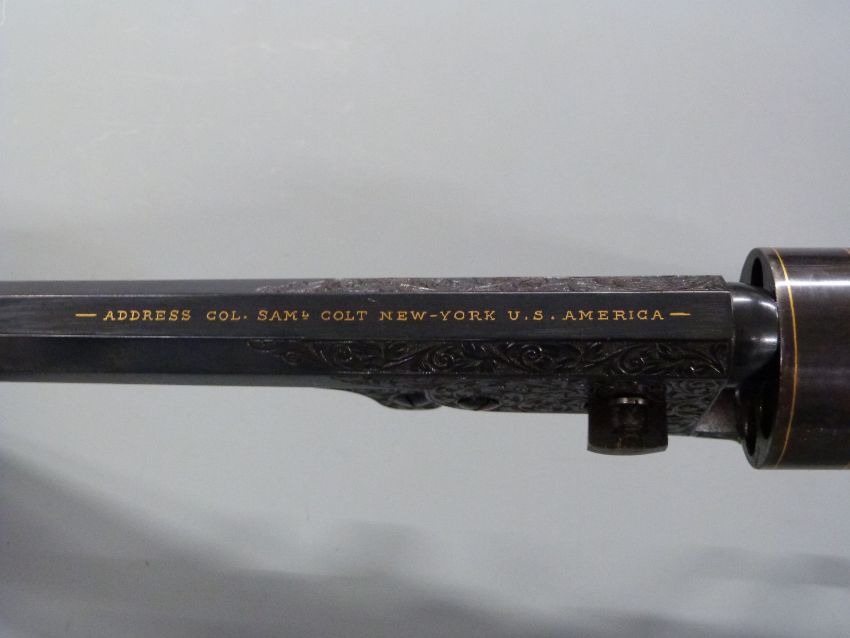 — ADDRESS COL. SAMˡ COLT NEW-YORK U.S. AMERICA —